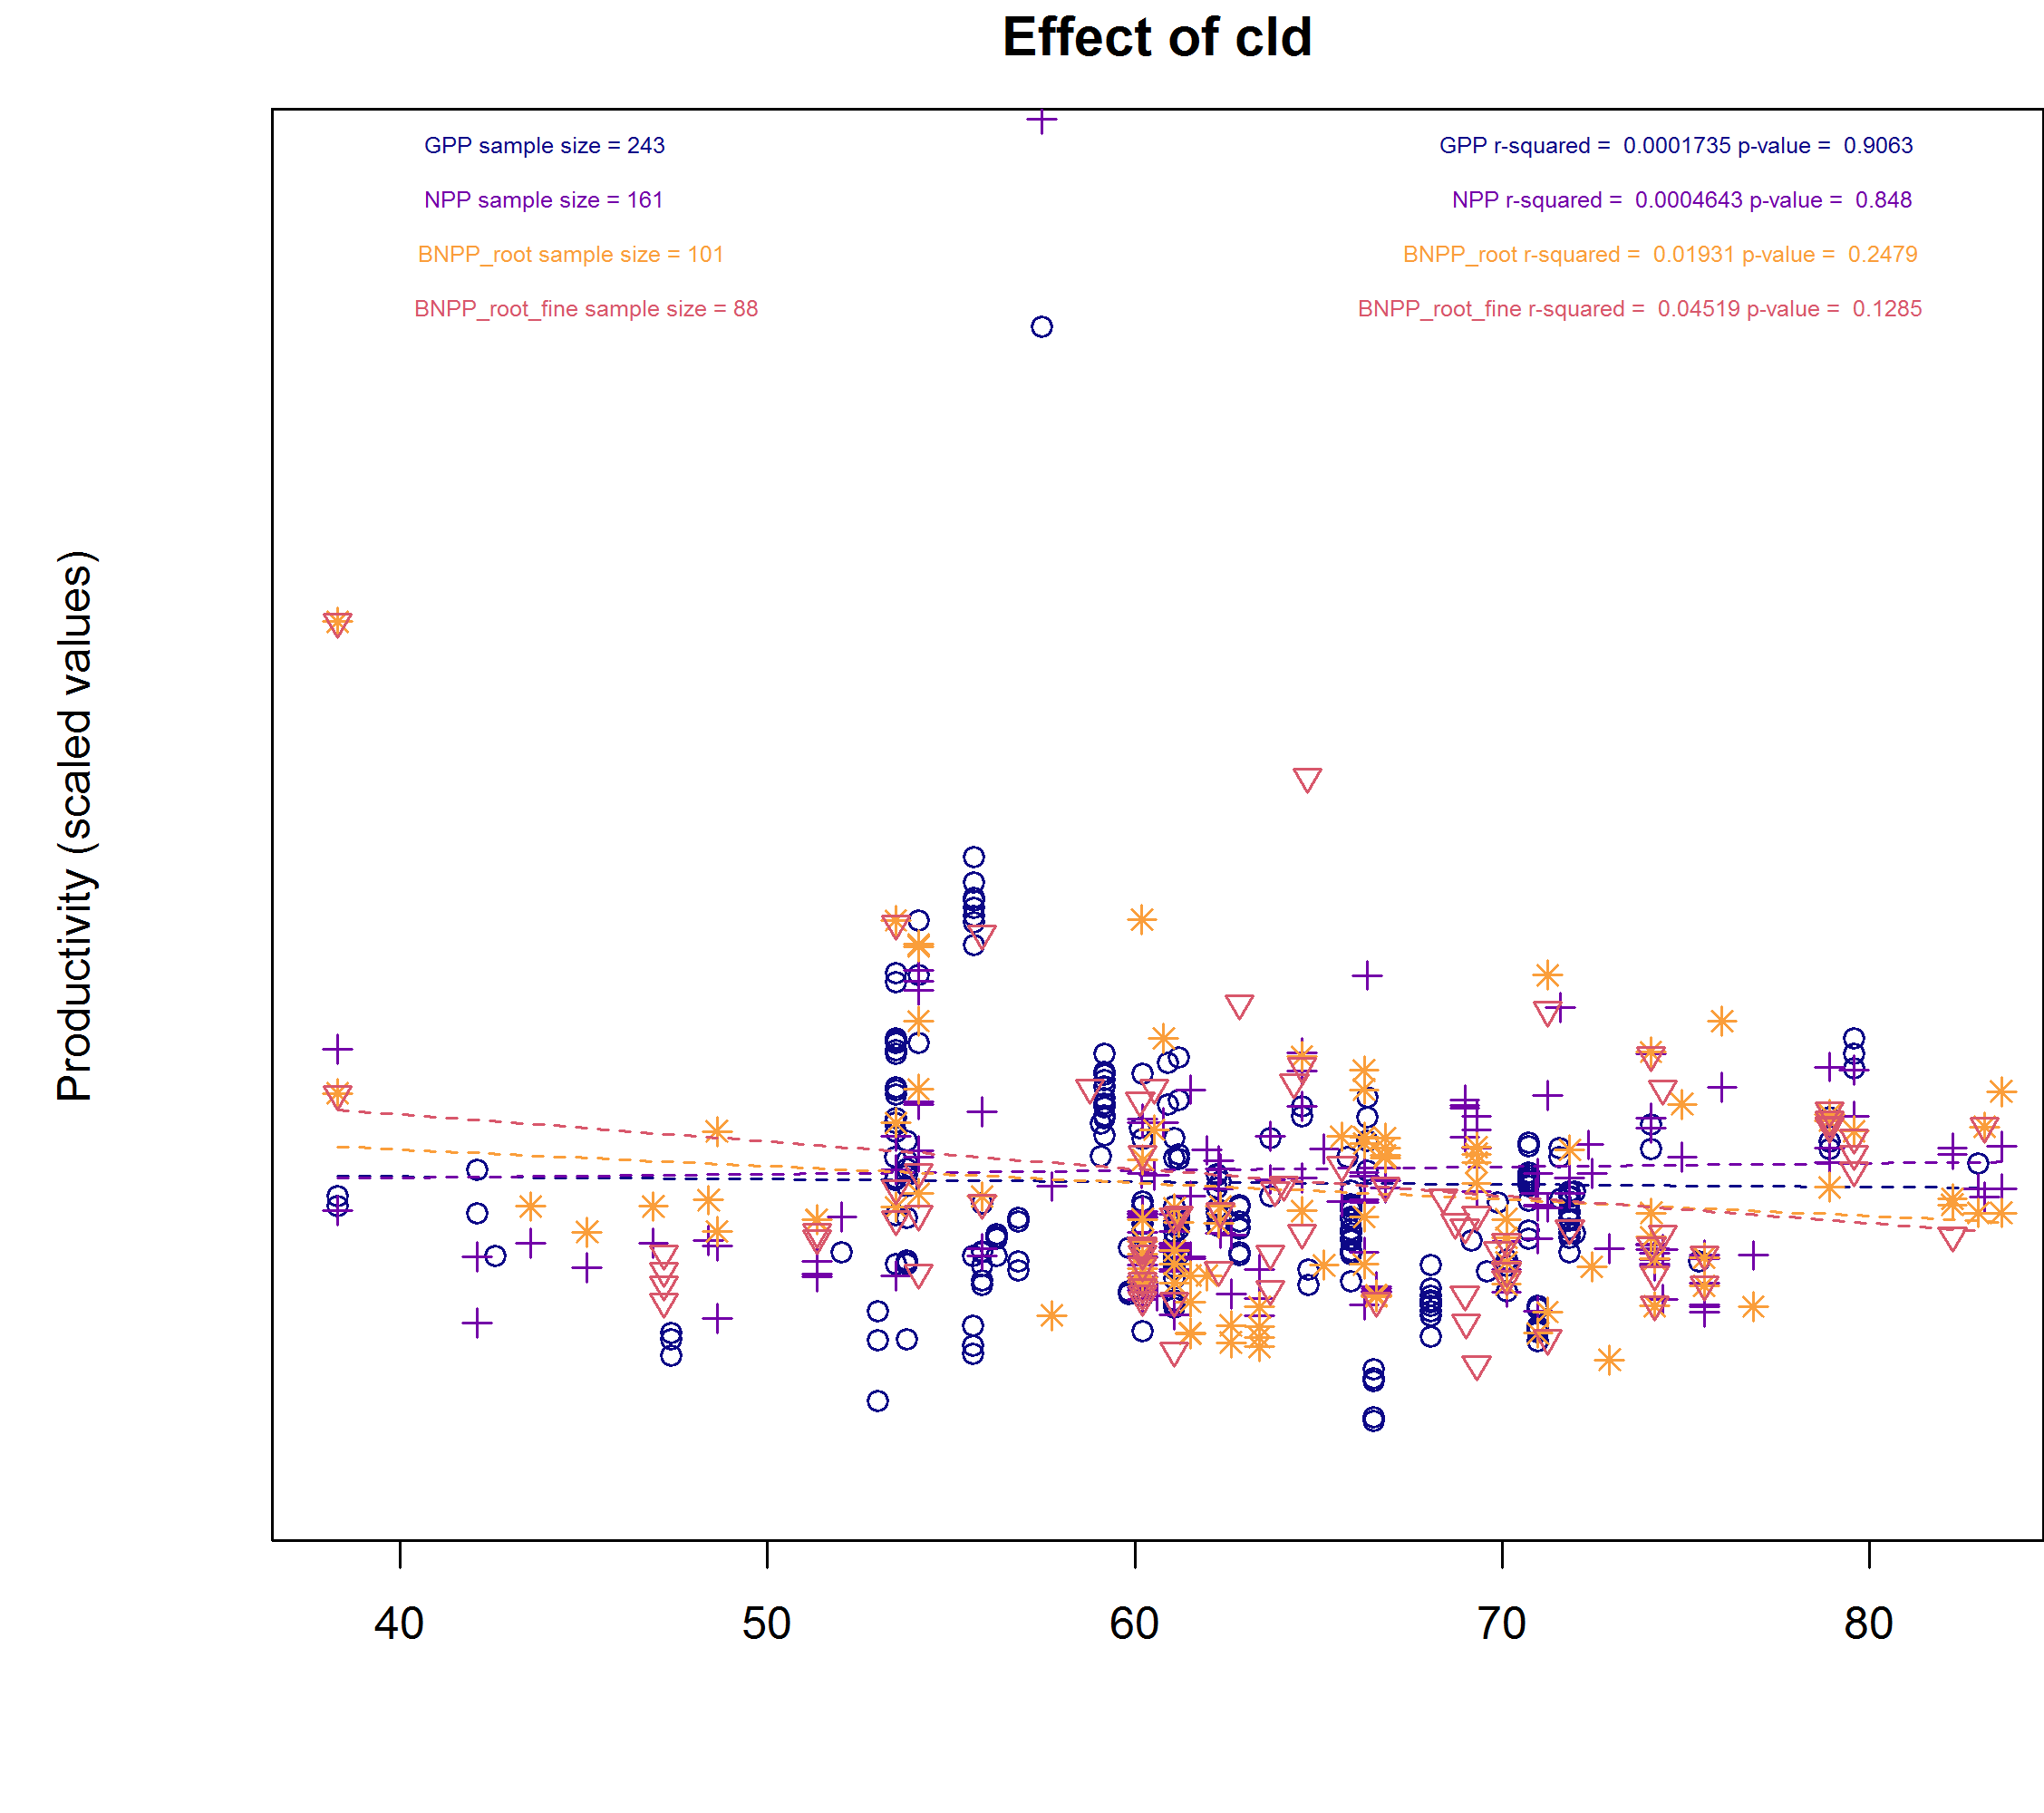 Effect of cld
GPP sample size = 243
GPP r-squared = 0.0001735 p-value = 0.9063
NPP sample size = 161
NPP r-squared = 0.0004643 p-value = 0.848
BNPP_root sample size = 101
BNPP_root r-squared = 0.01931 p-value = 0.2479
BNPP_root_fine sample size = 88
BNPP_root_fine r-squared = 0.04519 p-value = 0.1285
Productivity (scaled values)
40 50 60 70 80